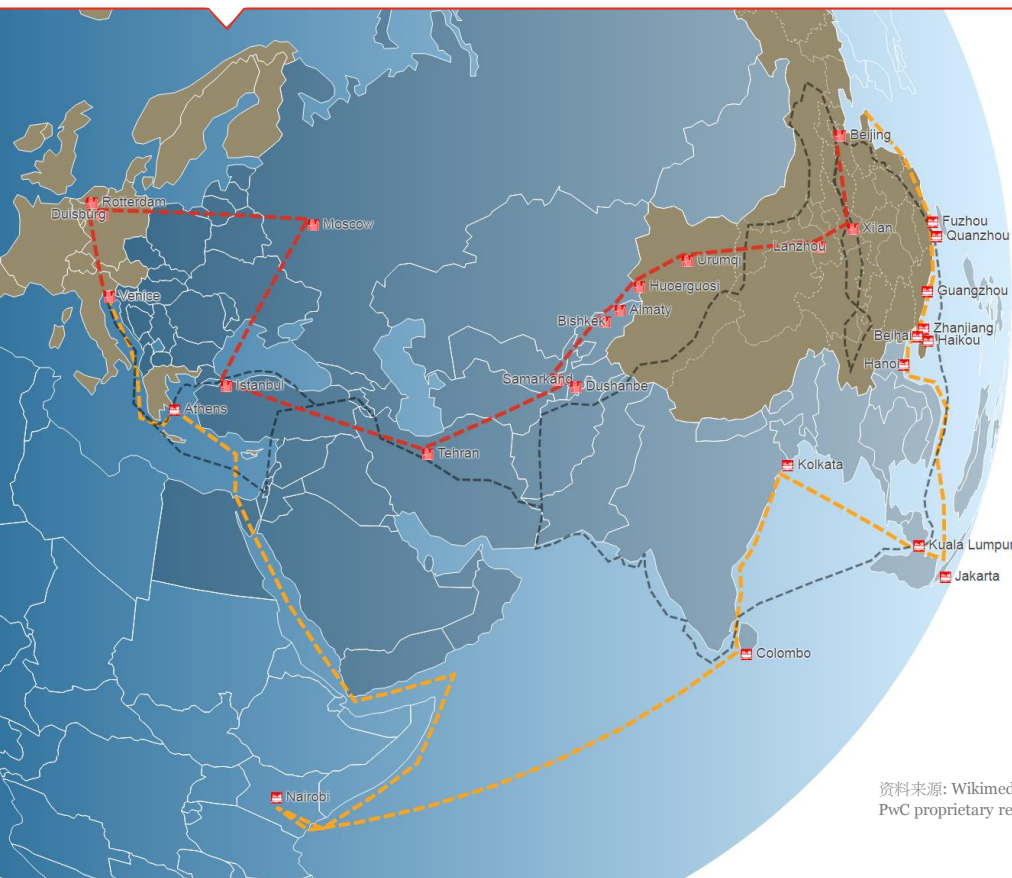 Beijing
Rotterdam
Duisburg
Fuzhou
Moscow
Xi'an
Quanzhou
Lanzhou
Urumqi
Huoerguosi
Guangzhou
Venice
Almaty
Bishkek
Zhanjiang
Beihai
Haikou
Hanoi
Samarkand
Dushanbe
Istanbul
Athens
Tehran
Kolkata
Kuala Lumpur
Jakarta
Colombo
Nairobi
资料来源: Wikimed
PwC proprietary re